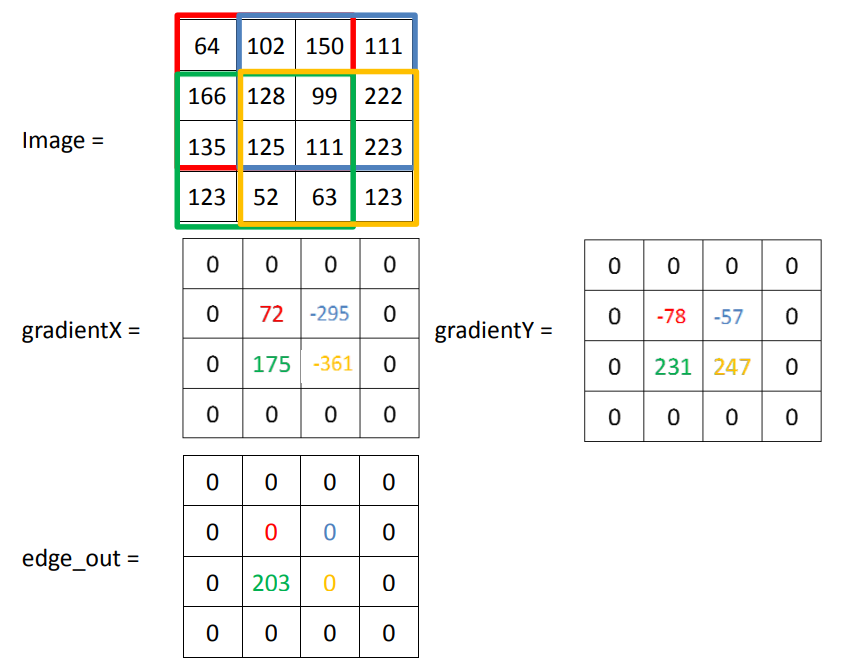 64 102 150 111
166 128 99 222
Image =
135 125 111 223
123 52 63 123
0 0 0 0
0 72 -295 0
gradientX =
0 175 -361 0
0 0 0 0
0 0 0 0
0 -78 -57 0
gradientY =
0 231 247 0
0 0 0 0
0 0 0 0
0 0 0 0
edge_out =
0 203 0 0
0 0 0 0